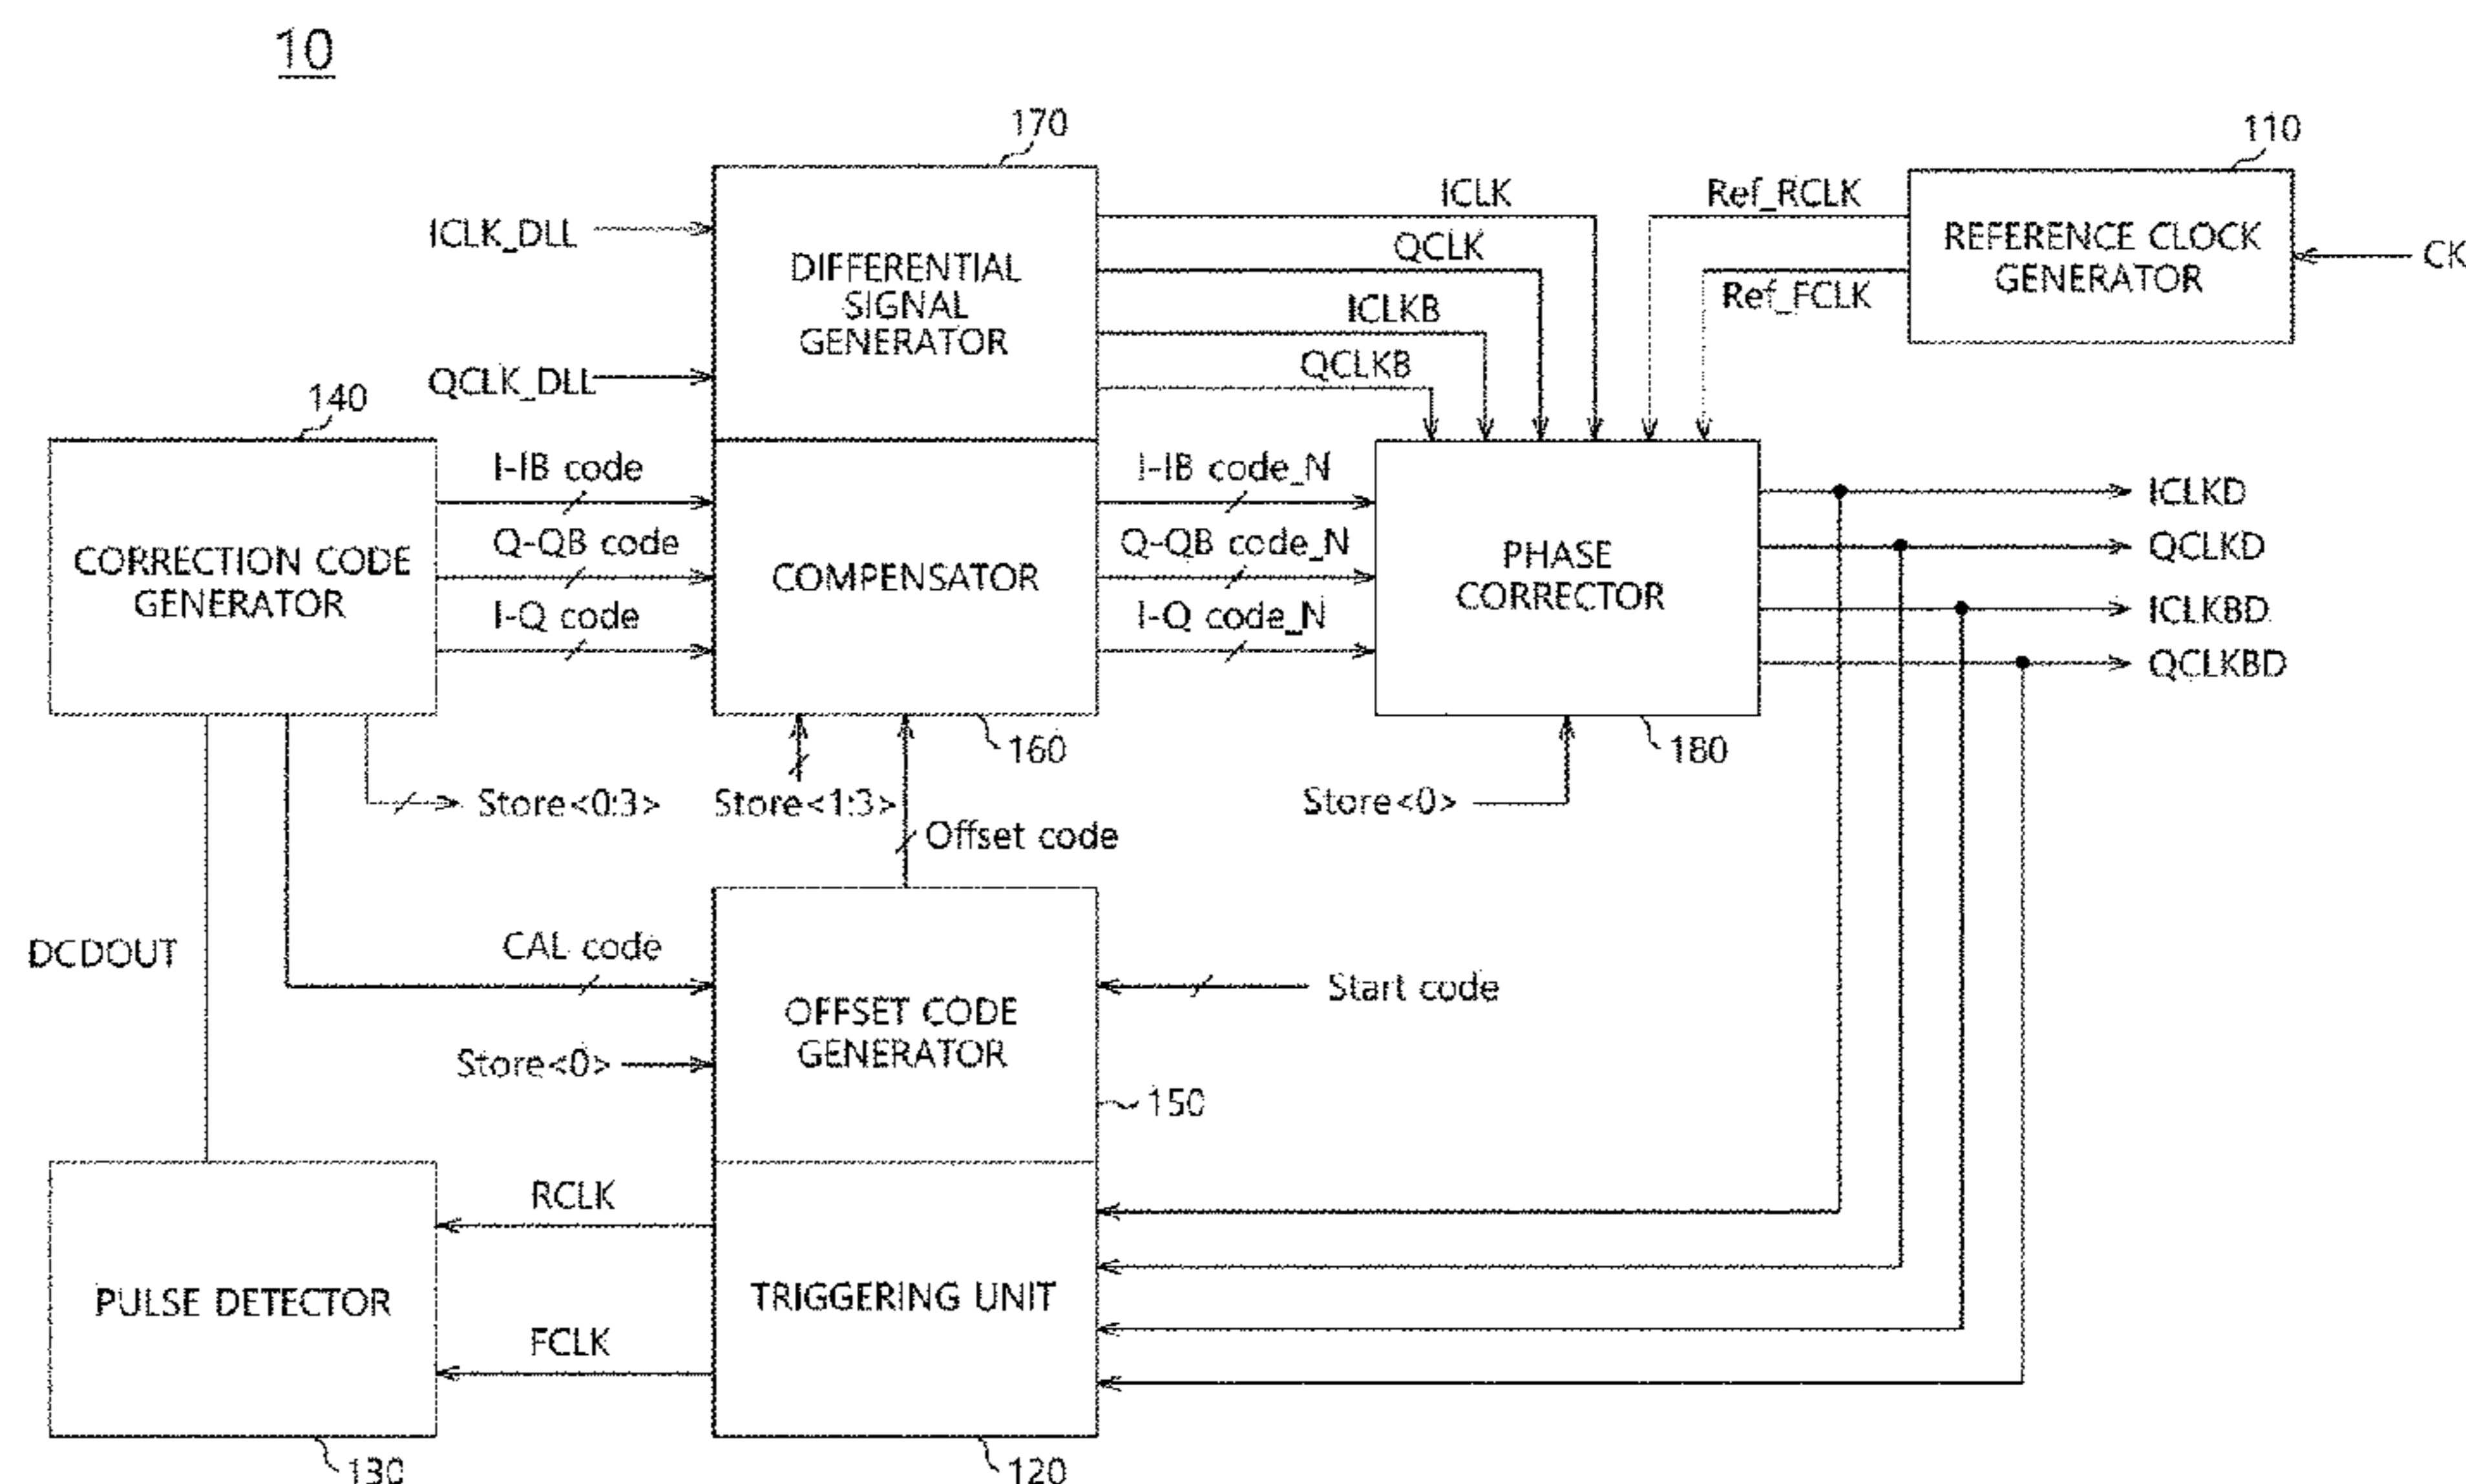 10
170
110
ICLK_DLL
QCLK_DLL
DIFFERENTIAL
SIGNAL
GENERATOR
ICLK
QCLK
ICLKB
QCLKB
Ref_RCLK
Ref_FCLK
REFERENCE CLOCK
GENERATOR
CK
140
CORRECTION CODE
GENERATOR
I-IB code
Q-QB code
I-Q code
COMPENSATOR
I-IB code_N
Q-QB code_N
I-Q code_N
PHASE
CORRECTOR
ICLKD
QCLKD
ICLKBD
QCLKBD
160
180
Store<0:3>
Store<1:3>
Store<0>
Offset code
DCDOUT
CAL code
Start code
OFFSET CODE
GENERATOR
Store<0>
150
RCLK
FCLK
PULSE DETECTOR
TRIGGERING UNIT
130
120